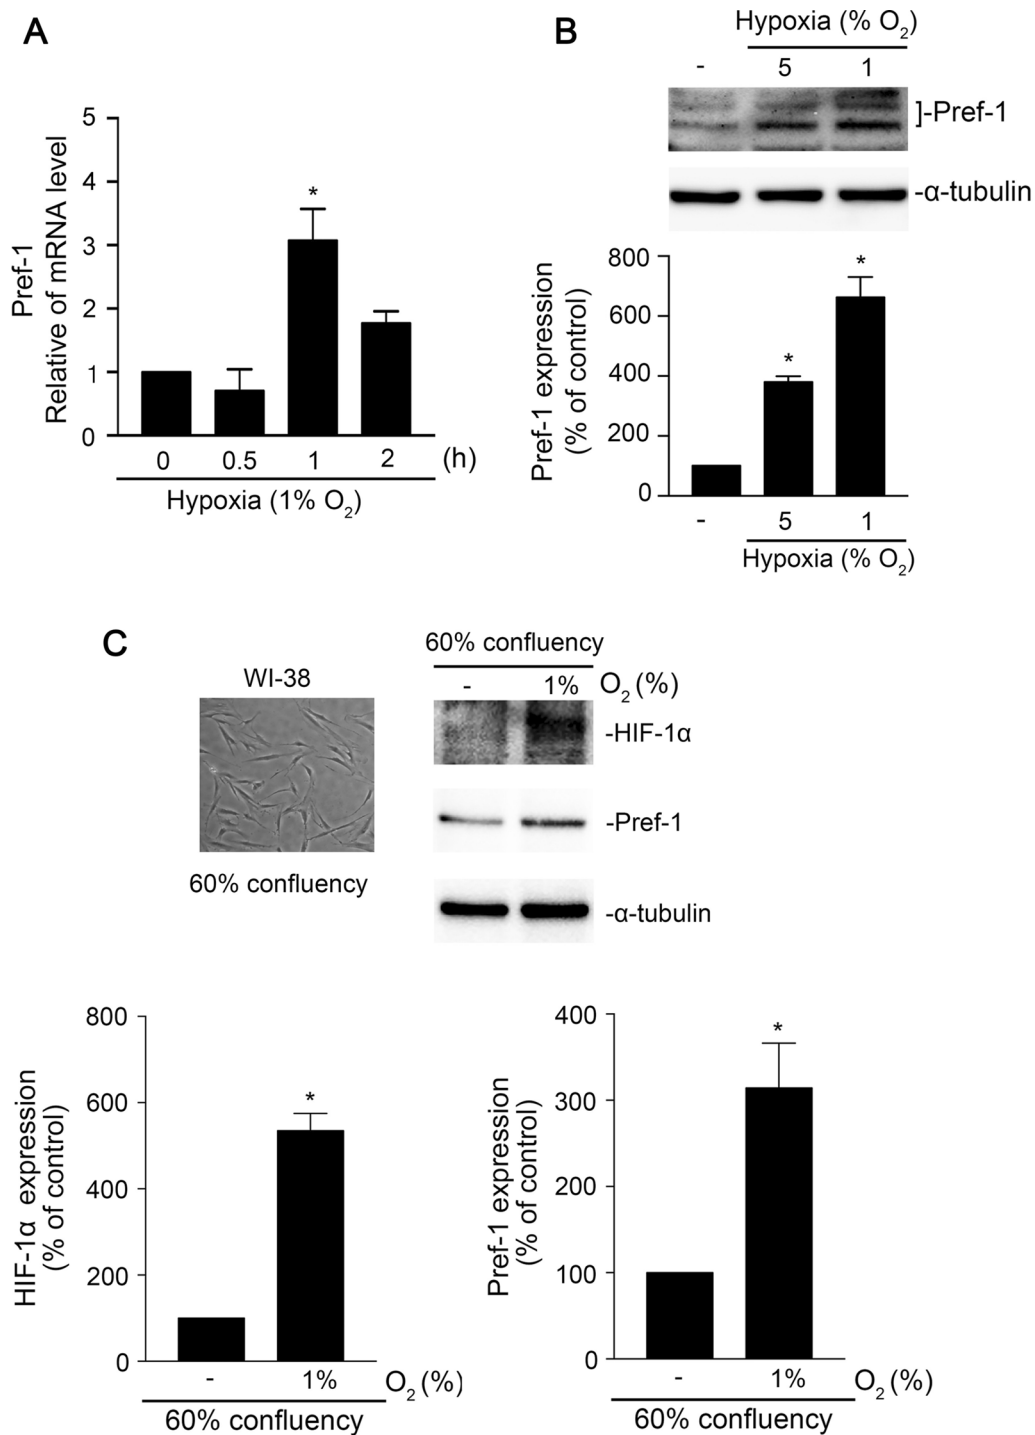 A
Pref-1
Relative of mRNA level
5
4
3
2
1
0
*
0 0.5 1 2 (h)
Hypoxia (1% O₂)
B
Hypoxia (% O₂)
- 5 1
]-Pref-1
-α-tubulin
Pref-1 expression
(% of control)
800
600
400
200
0
*
*
- 5 1
Hypoxia (% O₂)
C
WI-38
60% confluency
60% confluency
- 1% O₂ (%)
-HIF-1α
-Pref-1
-α-tubulin
HIF-1α expression
(% of control)
800
600
400
200
0
*
- 1% O₂ (%)
60% confluency
Pref-1 expression
(% of control)
400
300
200
100
0
*
- 1% O₂ (%)
60% confluency